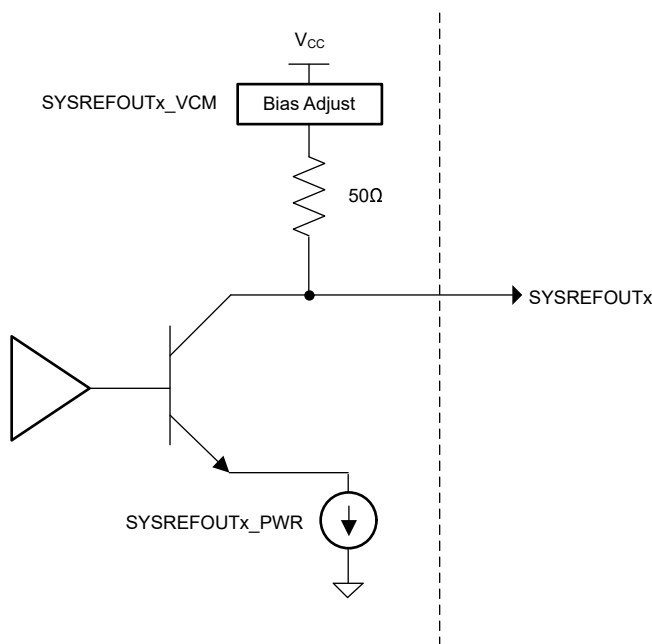 VCC
SYSREFOUTx_VCM
Bias Adjust
50Ω
SYSREFOUTx
SYSREFOUTx_PWR